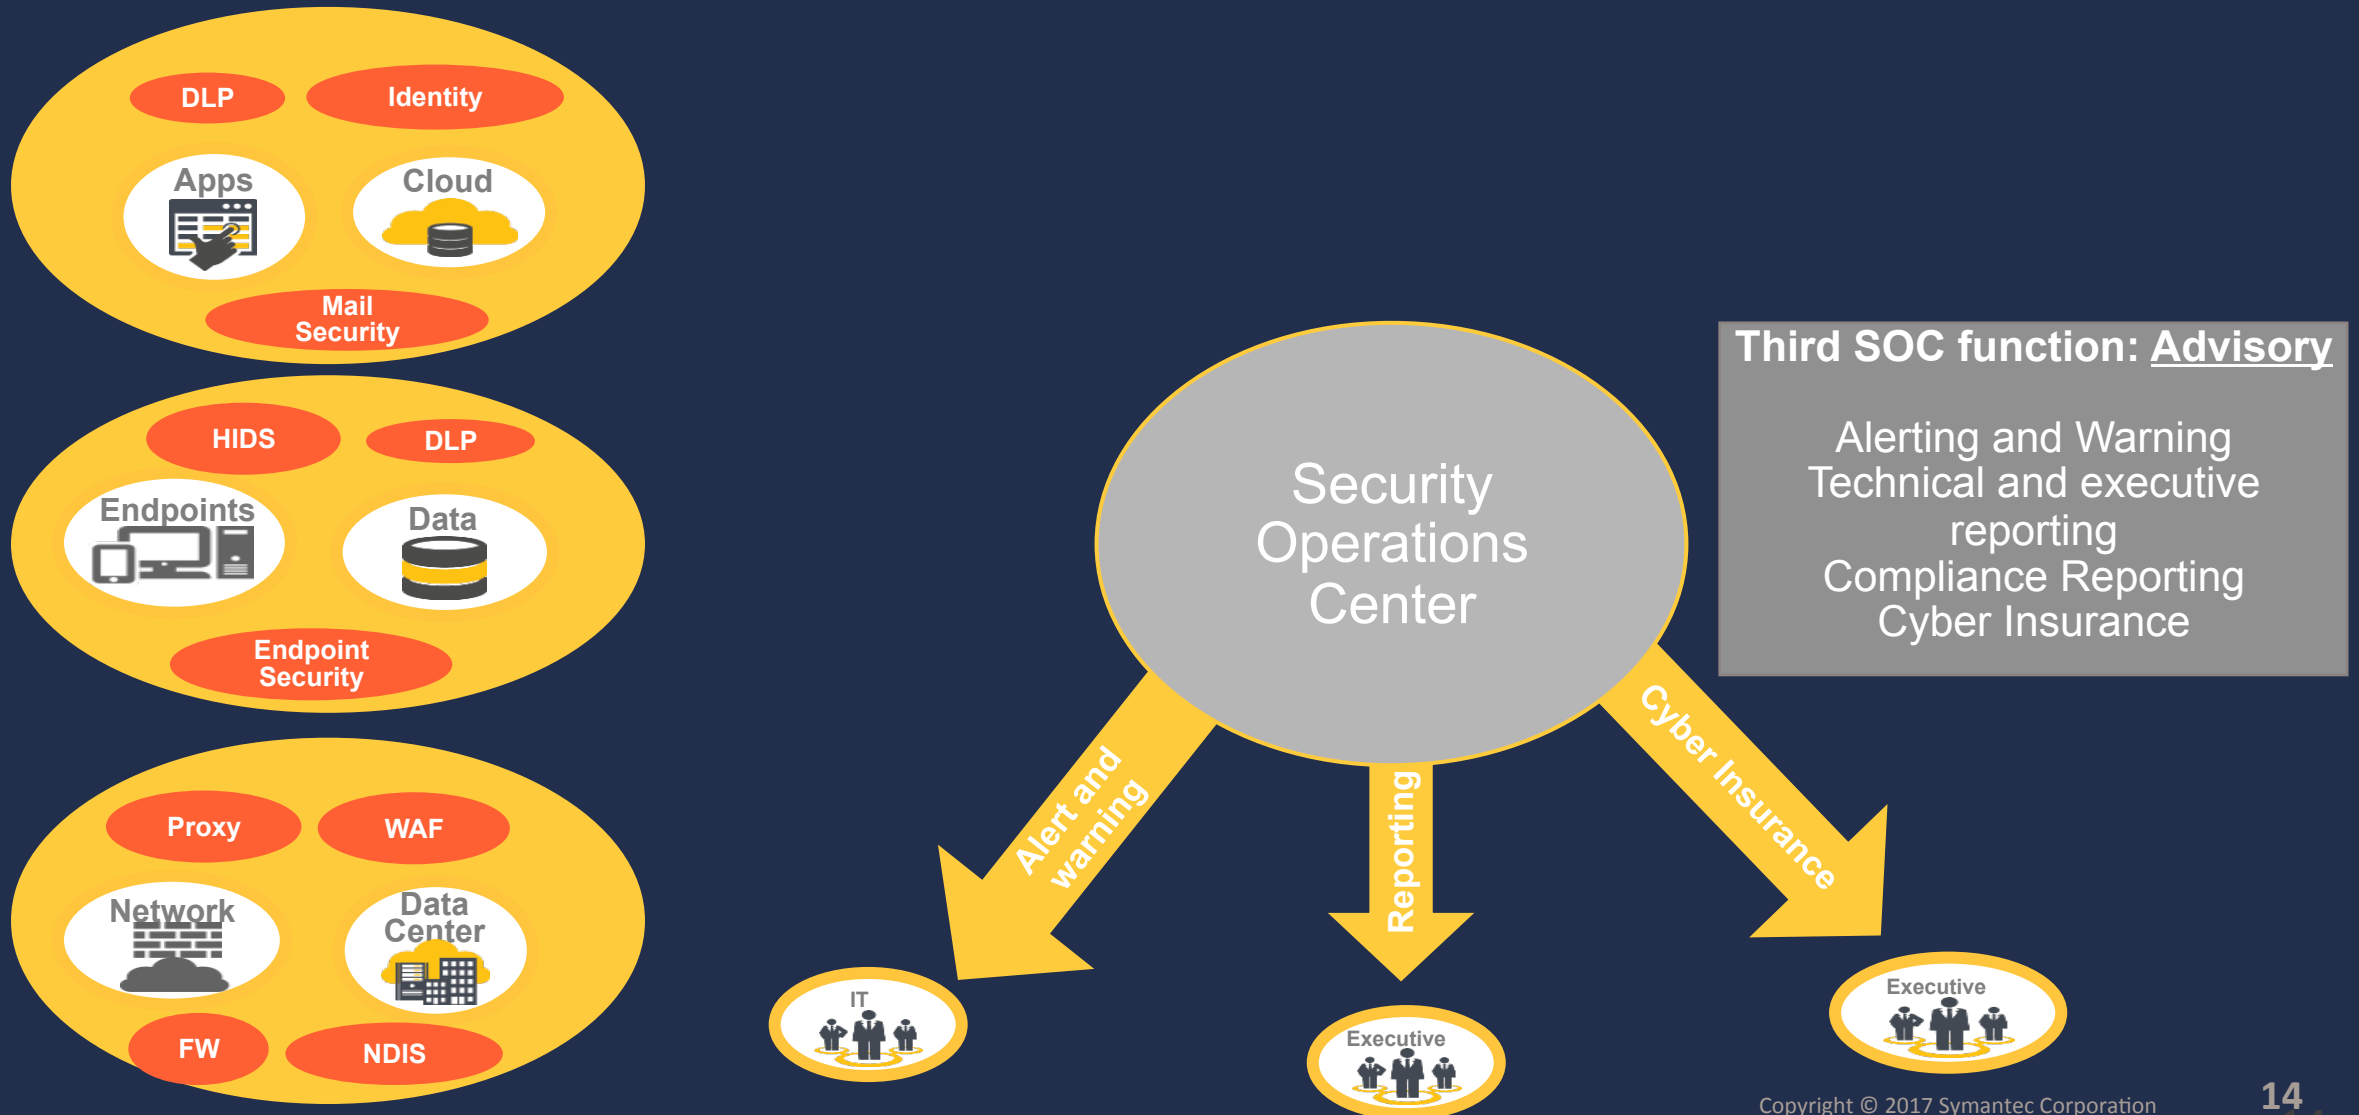 DLP
Identity
Apps
Cloud
Mail
Security
HIDS
DLP
Endpoints
Data
Endpoint
Security
Proxy
WAF
Network
Data
Center
FW
NDIS
Security
Operations
Center
Alert and
warning
Reporting
Cyber Insurance
IT
Executive
Executive
Third SOC function: Advisory
Alerting and Warning
Technical and executive
reporting
Compliance Reporting
Cyber Insurance
Copyright © 2017 Symantec Corporation
14